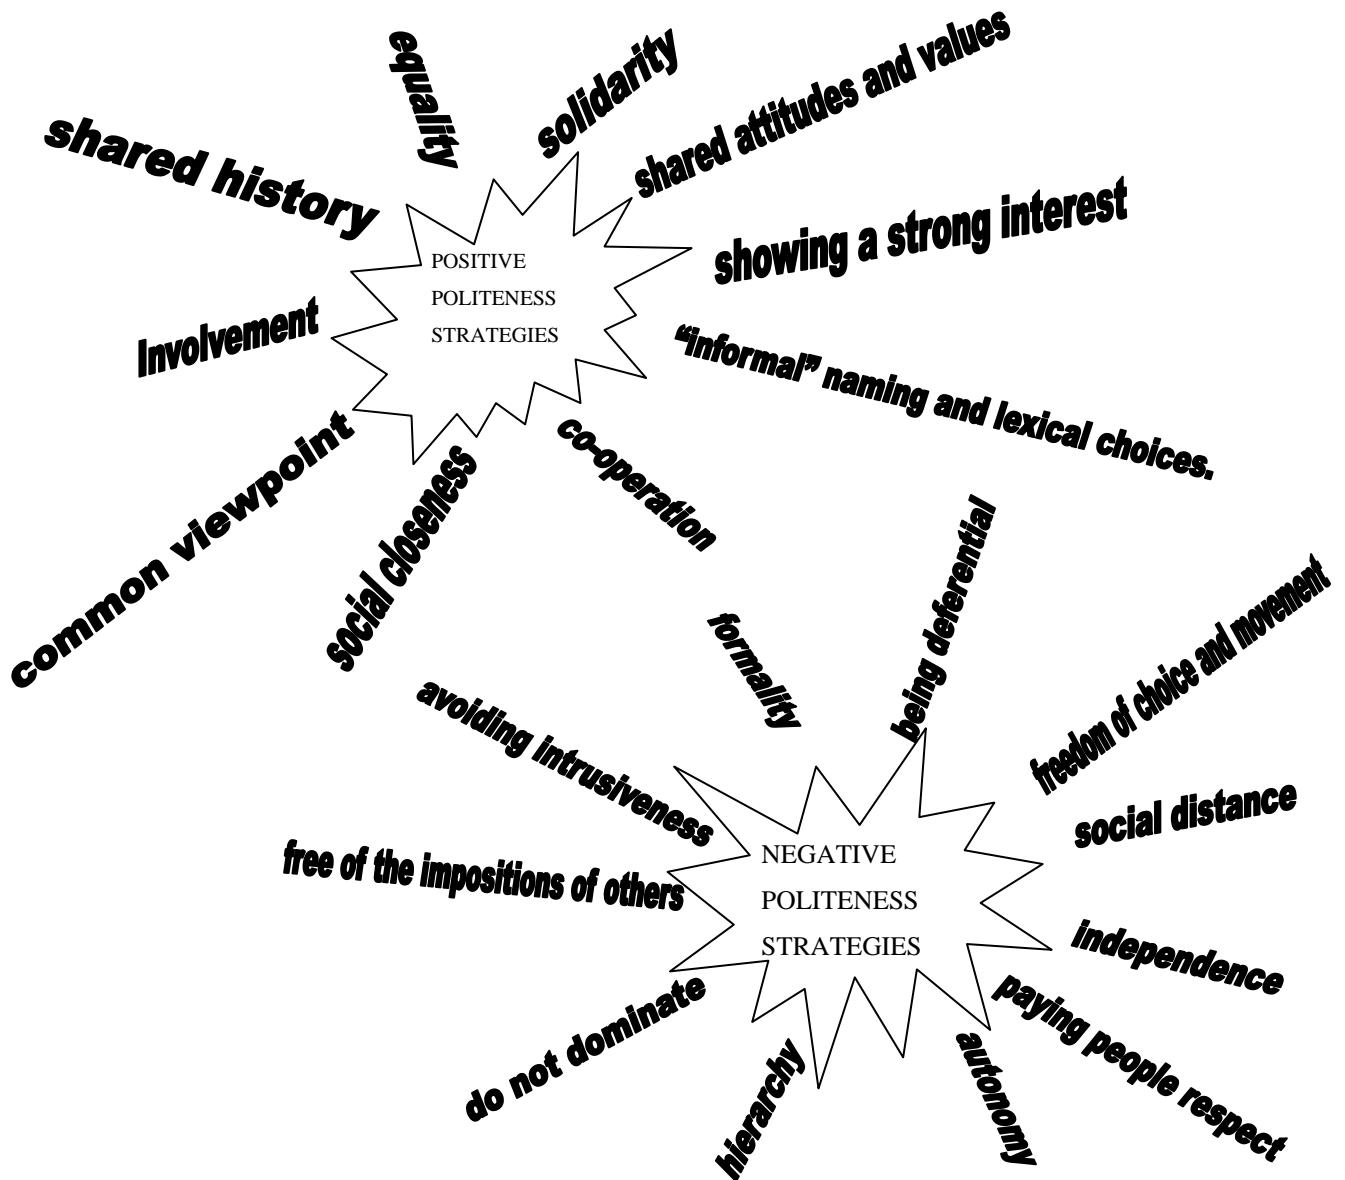 equality
solidarity
shared attitudes and values
shared history
showing a strong interest
POSITIVE
POLITENESS
STRATEGIES
Involvement
“informal” naming and lexical choices.
common viewpoint
social closeness
co-operation
formality
being deferential
freedom of choice and movement
avoiding intrusiveness
social distance
free of the impositions of others
NEGATIVE
POLITENESS
STRATEGIES
independence
do not dominate
paying people respect
hierarchy
autonomy